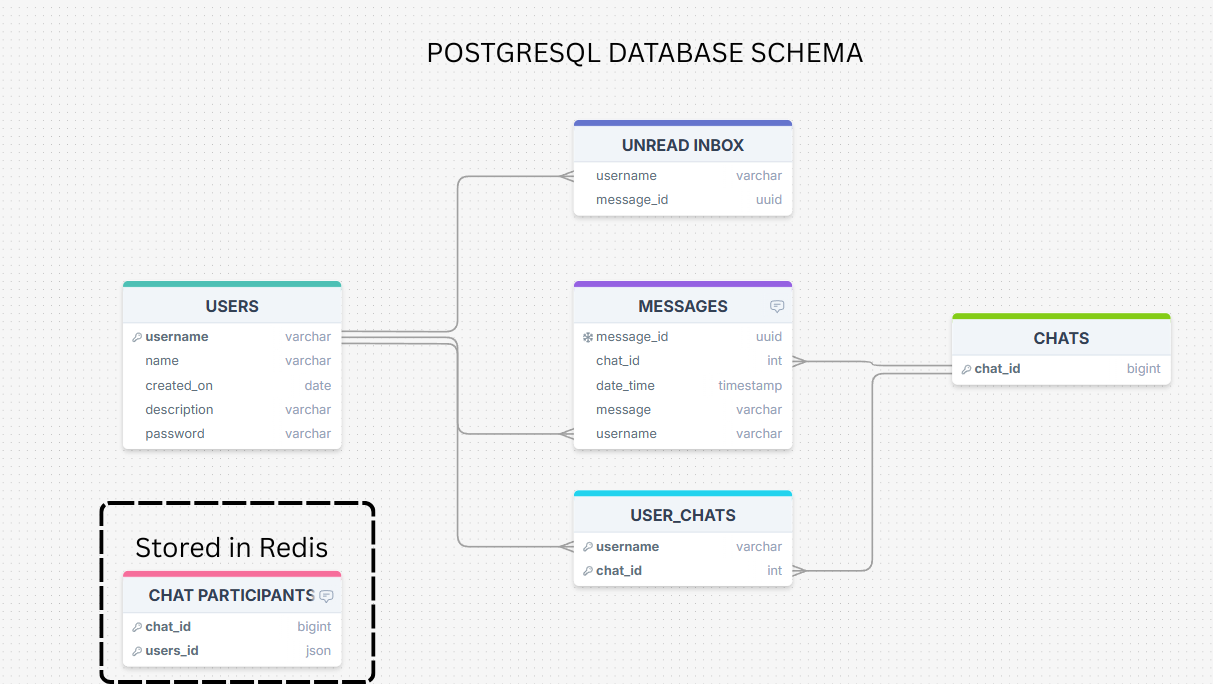 POSTGRESQL DATABASE SCHEMA
UNREAD INBOX
username varchar
message_id uuid
USERS
username varchar
name varchar
created_on date
description varchar
password varchar
MESSAGES
message_id uuid
chat_id int
date_time timestamp
message varchar
username varchar
CHATS
chat_id bigint
USER_CHATS
username varchar
chat_id int
Stored in Redis
CHAT PARTICIPANTS
chat_id bigint
users_id json